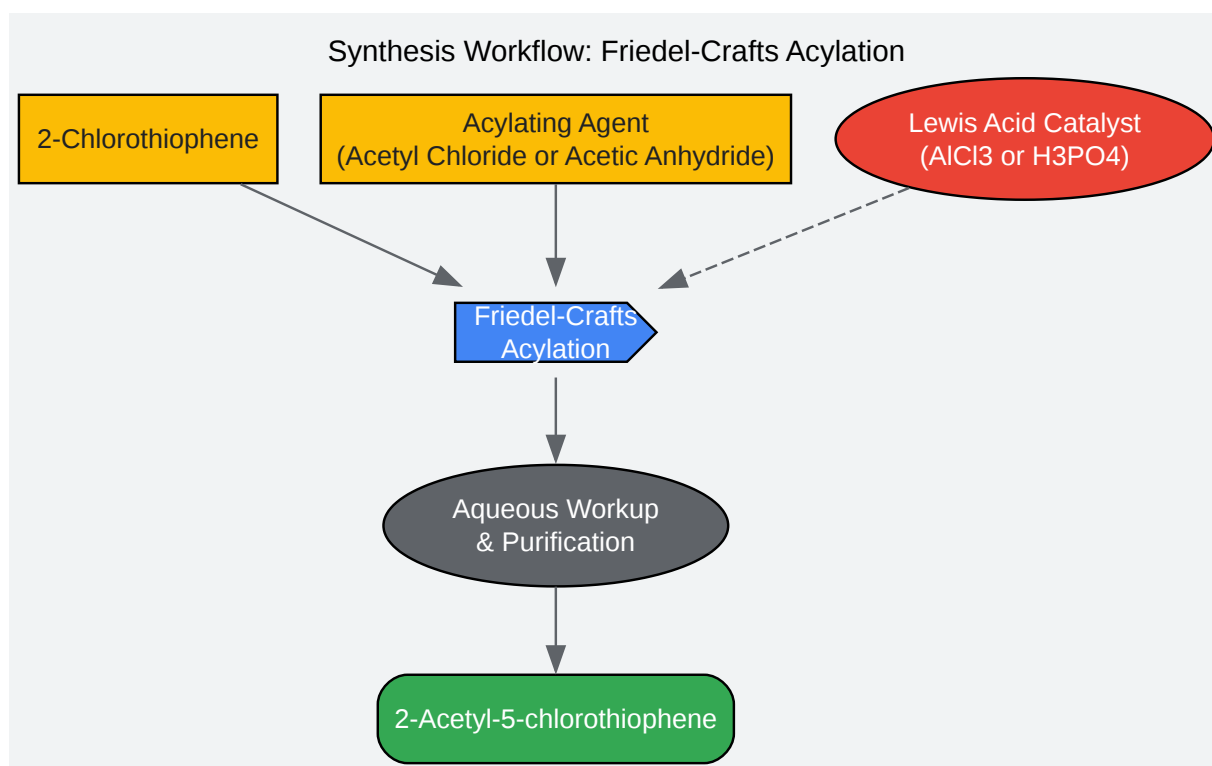 Synthesis Workflow: Friedel-Crafts Acylation
2-Chlorothiophene
Acylating Agent
(Acetyl Chloride or Acetic Anhydride)
Lewis Acid Catalyst
(AlCl3 or H3PO4)
Friedel-Crafts
Acylation
Aqueous Workup
& Purification
2-Acetyl-5-chlorothiophene